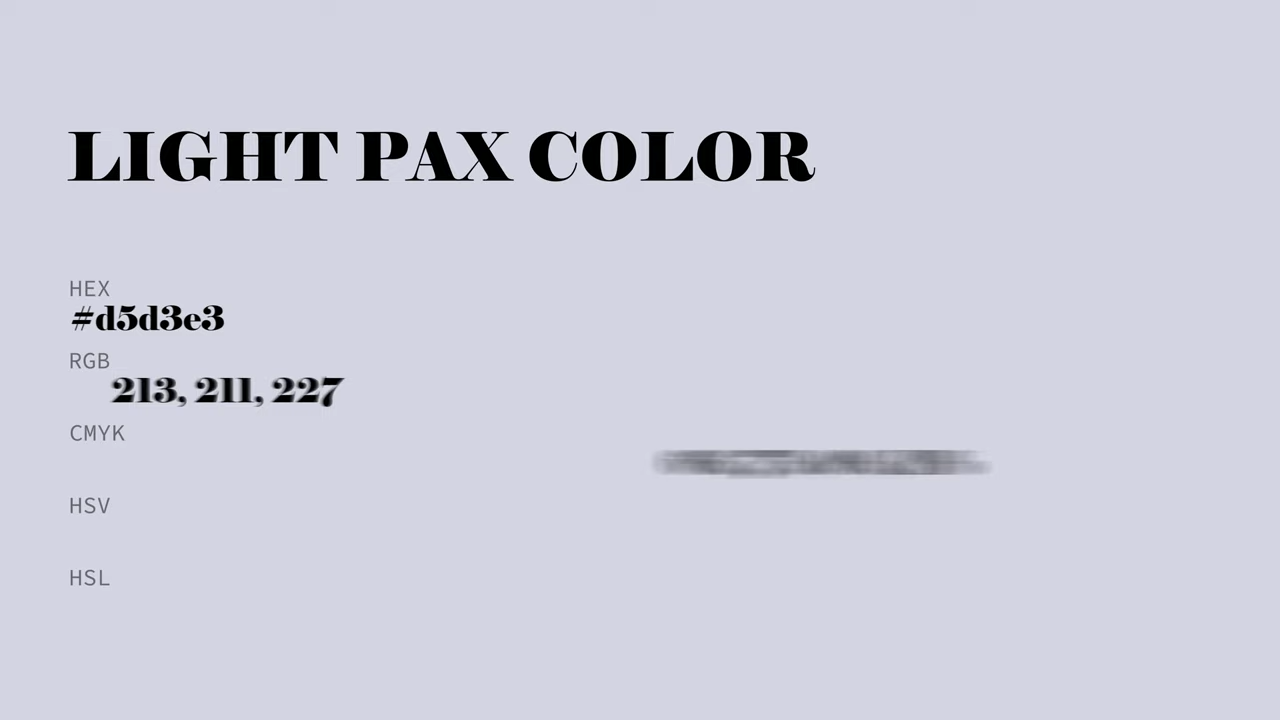 LIGHT PAX COLOR
HEX
#d5d3e3
RGB
213, 211, 227
CMYK
HSV
HSL